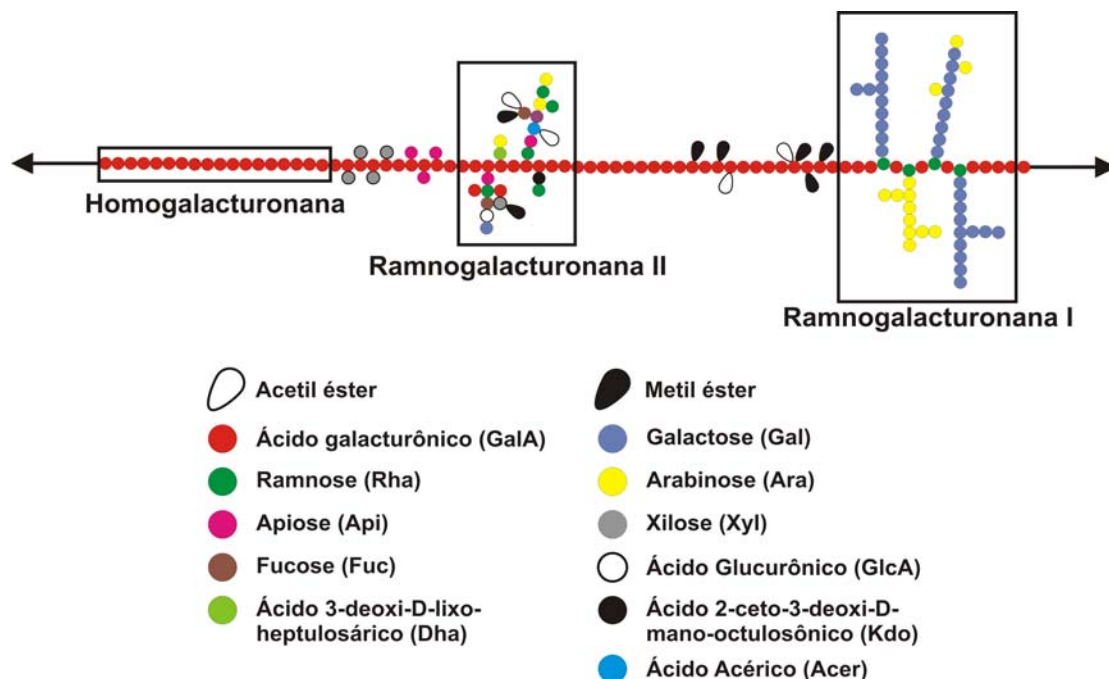 Homogalacturonana
Ramnogalacturonana II
Ramnogalacturonana I
Acetil éster
Ácido galacturônico (GalA)
Ramnose (Rha)
Apiose (Api)
Fucose (Fuc)
Ácido 3-deoxi-D-lixo-
heptulosárico (Dha)
Metil éster
Galactose (Gal)
Arabinose (Ara)
Xilose (Xyl)
Ácido Glucurônico (GlcA)
Ácido 2-ceto-3-deoxi-D-
mano-octulosônico (Kdo)
Ácido Acérico (Acer)